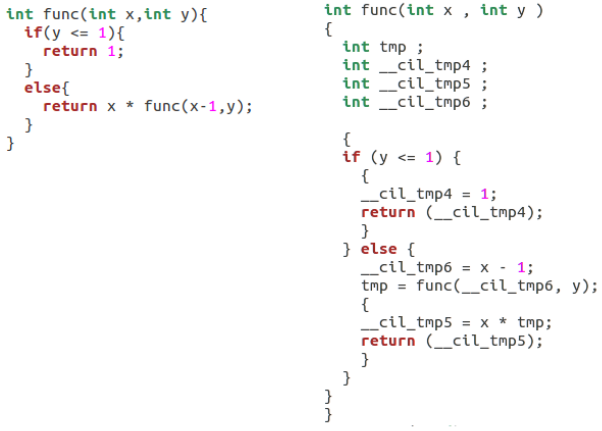 int func(int x,int y){
  if(y <= 1){
    return 1;
  }
  else{
    return x * func(x-1,y);
  }
}
int func(int x , int y )
{
  int tmp ;
  int __cil_tmp4 ;
  int __cil_tmp5 ;
  int __cil_tmp6 ;

  {
  if (y <= 1) {
    {
    __cil_tmp4 = 1;
    return (__cil_tmp4);
    }
  } else {
    __cil_tmp6 = x - 1;
    tmp = func(__cil_tmp6, y);
    {
    __cil_tmp5 = x * tmp;
    return (__cil_tmp5);
    }
  }
}
}